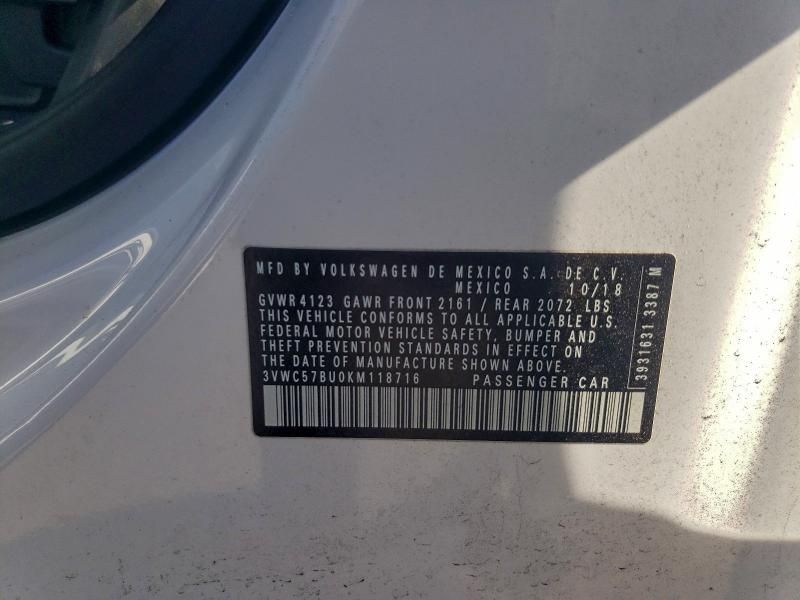 MFD BY VOLKSWAGEN DE MEXICO S.A. DE C.V.
MEXICO 10/18
GVWR 4123 GAWR FRONT 2161 / REAR 2072 LBS
THIS VEHICLE CONFORMS TO ALL APPLICABLE U.S.
FEDERAL MOTOR VEHICLE SAFETY, BUMPER AND
THEFT PREVENTION STANDARDS IN EFFECT ON
THE DATE OF MANUFACTURE SHOWN ABOVE.
3VWC57BU0KM118716 PASSENGER CAR
3931631 3387 M